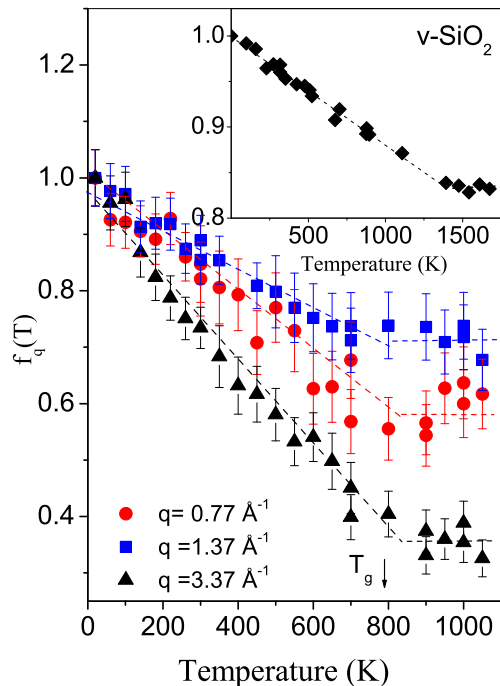 1.2
1.0
0.8
0.6
0.4
f_q(T)
1.0
0.9
0.8
v-SiO₂
500 1000 1500
Temperature (K)
q= 0.77 Å⁻¹
q =1.37 Å⁻¹
q =3.37 Å⁻¹
T_g
0 200 400 600 800 1000
Temperature (K)